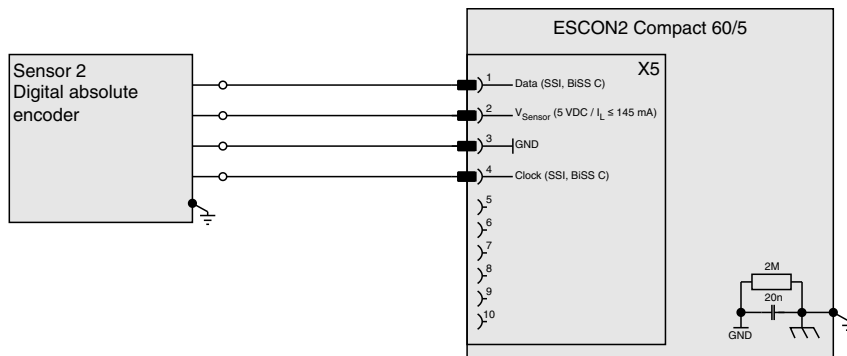 ESCON2 Compact 60/5
Sensor 2
Digital absolute
encoder
X5
1 Data (SSI, BiSS C)
2 VSensor (5 VDC / IL ≤ 145 mA)
3 GND
4 Clock (SSI, BiSS C)
5
6
7
8
9
10
2M
20n
GND